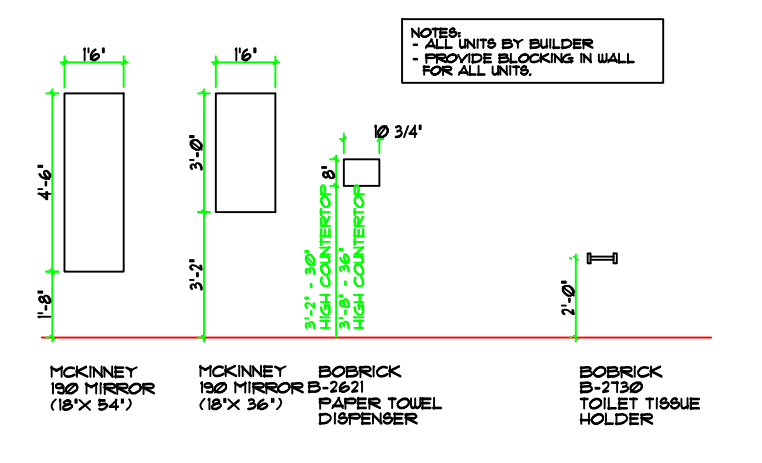 NOTES:
- ALL UNITS BY BUILDER
- PROVIDE BLOCKING IN WALL
FOR ALL UNITS.
1'6"
1'6"
10 3/4"
4'-6"
3'-0"
8"
1'-8"
3'-2"
3'-2" - 30"
HIGH COUNTERTOP
3'-8" - 36"
HIGH COUNTERTOP
2'-0"
MCKINNEY
190 MIRROR
(18"X 54")
MCKINNEY
190 MIRROR
(18"X 36")
BOBRICK
B-2621
PAPER TOWEL
DISPENSER
BOBRICK
B-2730
TOILET TISSUE
HOLDER